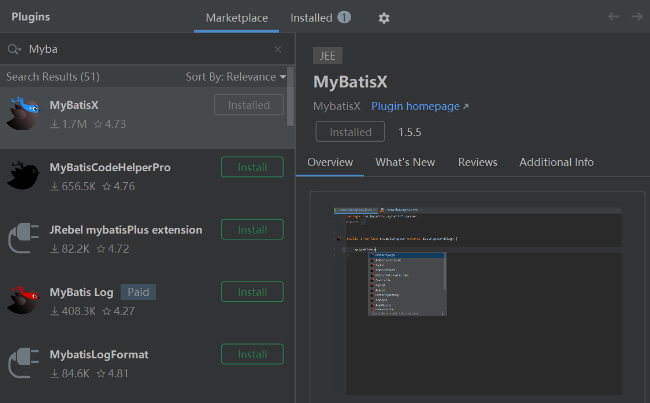 Plugins
Marketplace
Installed 1
Myba
Search Results (51)
Sort By: Relevance
MyBatisX
1.7M 4.73
Installed
MyBatisCodeHelperPro
656.5K 4.76
Install
JRebel mybatisPlus extension
82.2K 4.72
Install
MyBatis Log Paid
408.3K 4.27
Install
MybatisLogFormat
84.6K 4.81
Install
JEE
MyBatisX
MyBatisX Plugin homepage
Installed 1.5.5
Overview What's New Reviews Additional Info